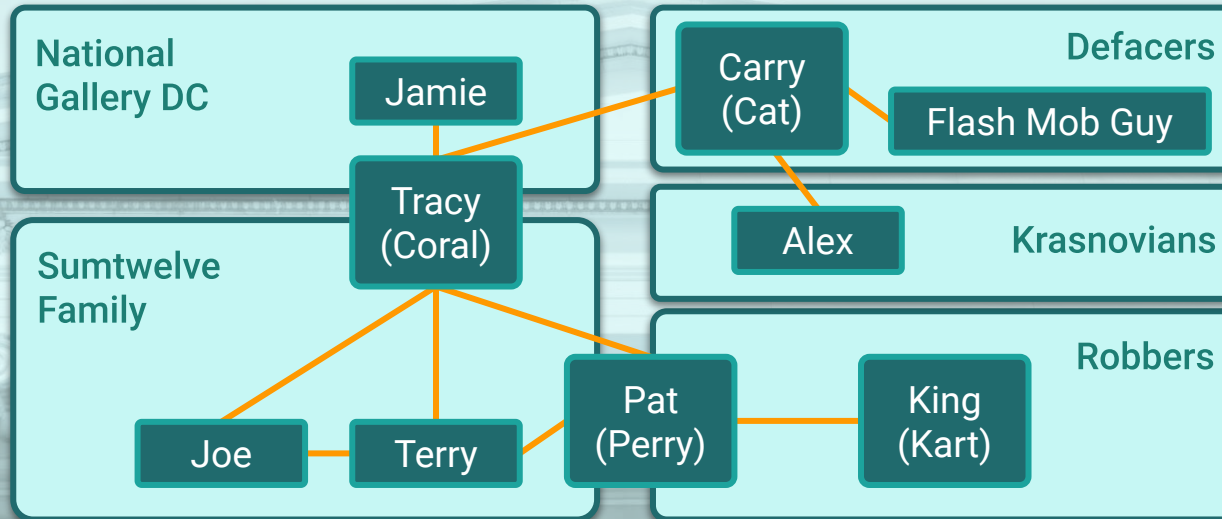 National
Gallery DC
Jamie
Tracy
(Coral)
Sumtwelve
Family
Joe
Terry
Pat
(Perry)
Defacers
Carry
(Cat)
Flash Mob Guy
Alex
Krasnovians
Robbers
King
(Kart)